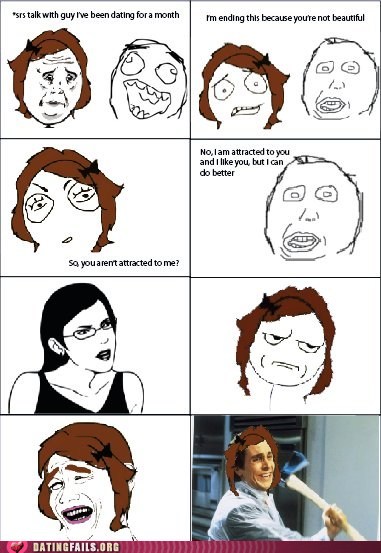 *srs talk with guy I've been dating for a month
I'm ending this because you're not beautiful
So, you aren't attracted to me?
No, I am attracted to you
and I like you, but I can
do better
DATINGFAILS.ORG